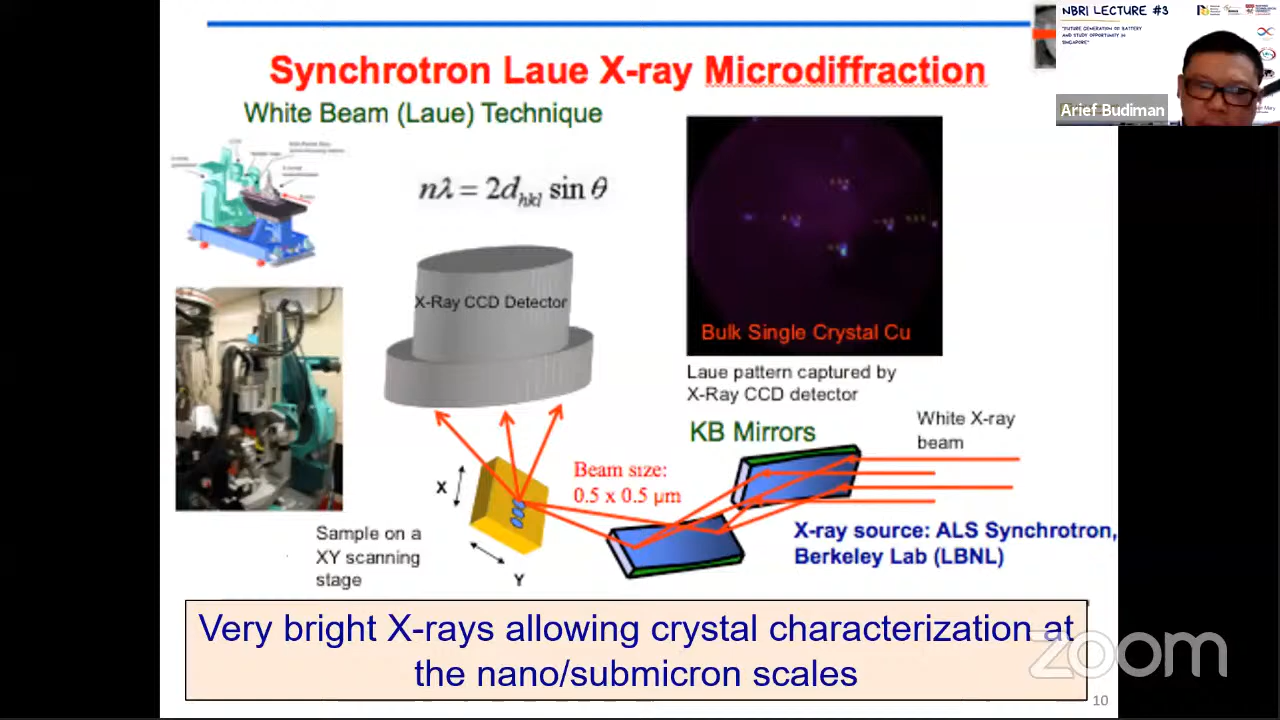 NBRI LECTURE #3
"FUTURE GENERATION OF BATTERY
AND STUDY OPPORTUNITY IN
SINGAPORE"
Arief Budiman
Synchrotron Laue X-ray Microdiffraction
White Beam (Laue) Technique
nλ = 2d_hkl sin θ
X-Ray CCD Detector
Bulk Single Crystal Cu
Laue pattern captured by
X-Ray CCD detector
KB Mirrors
White X-ray
beam
Beam size:
0.5 x 0.5 µm
X
Y
Sample on a
XY scanning
stage
X-ray source: ALS Synchrotron,
Berkeley Lab (LBNL)
Very bright X-rays allowing crystal characterization at
the nano/submicron scales
zoom
10